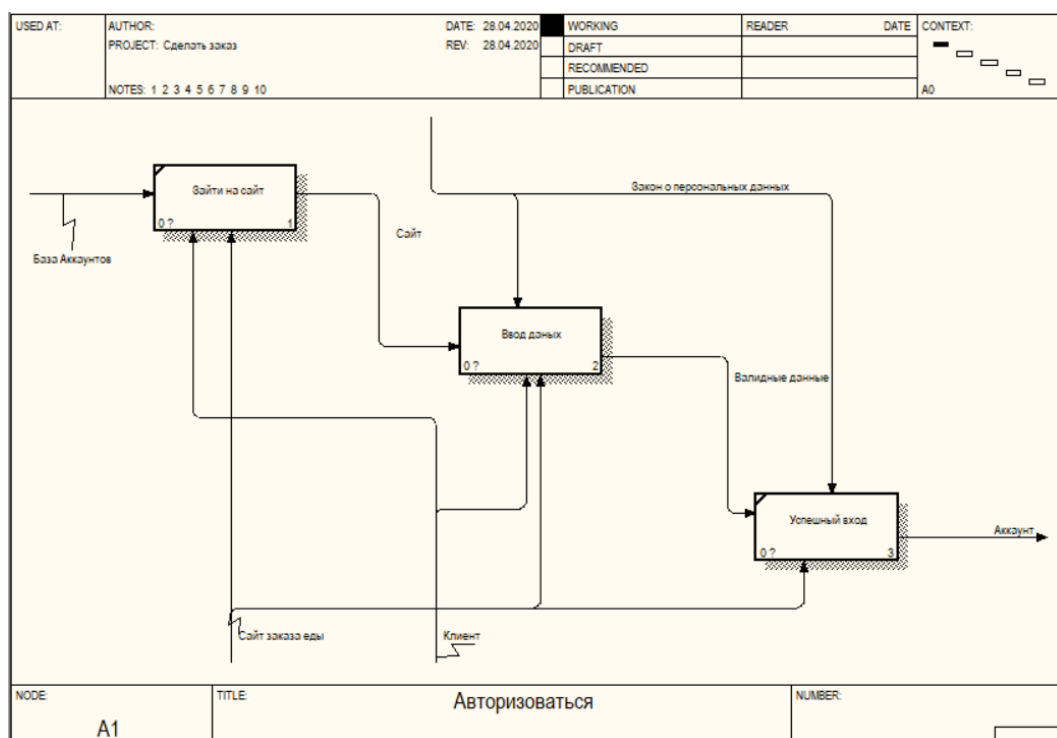 USED AT:
AUTHOR:
DATE: 28.04.2020
WORKING
READER
DATE
CONTEXT:
PROJECT: Сделать заказ
REV: 28.04.2020
DRAFT
RECOMMENDED
NOTES: 1 2 3 4 5 6 7 8 9 10
PUBLICATION
A0
Зайти на сайт
0 ?
1
Закон о персональных данных
Сайт
База Аккаунтов
Ввод даных
0 ?
2
Валидные данные
Успешный вход
0 ?
3
Аккаунт
Сайт заказа еды
Клиент
NODE:
TITLE:
NUMBER:
Авторизоваться
A1